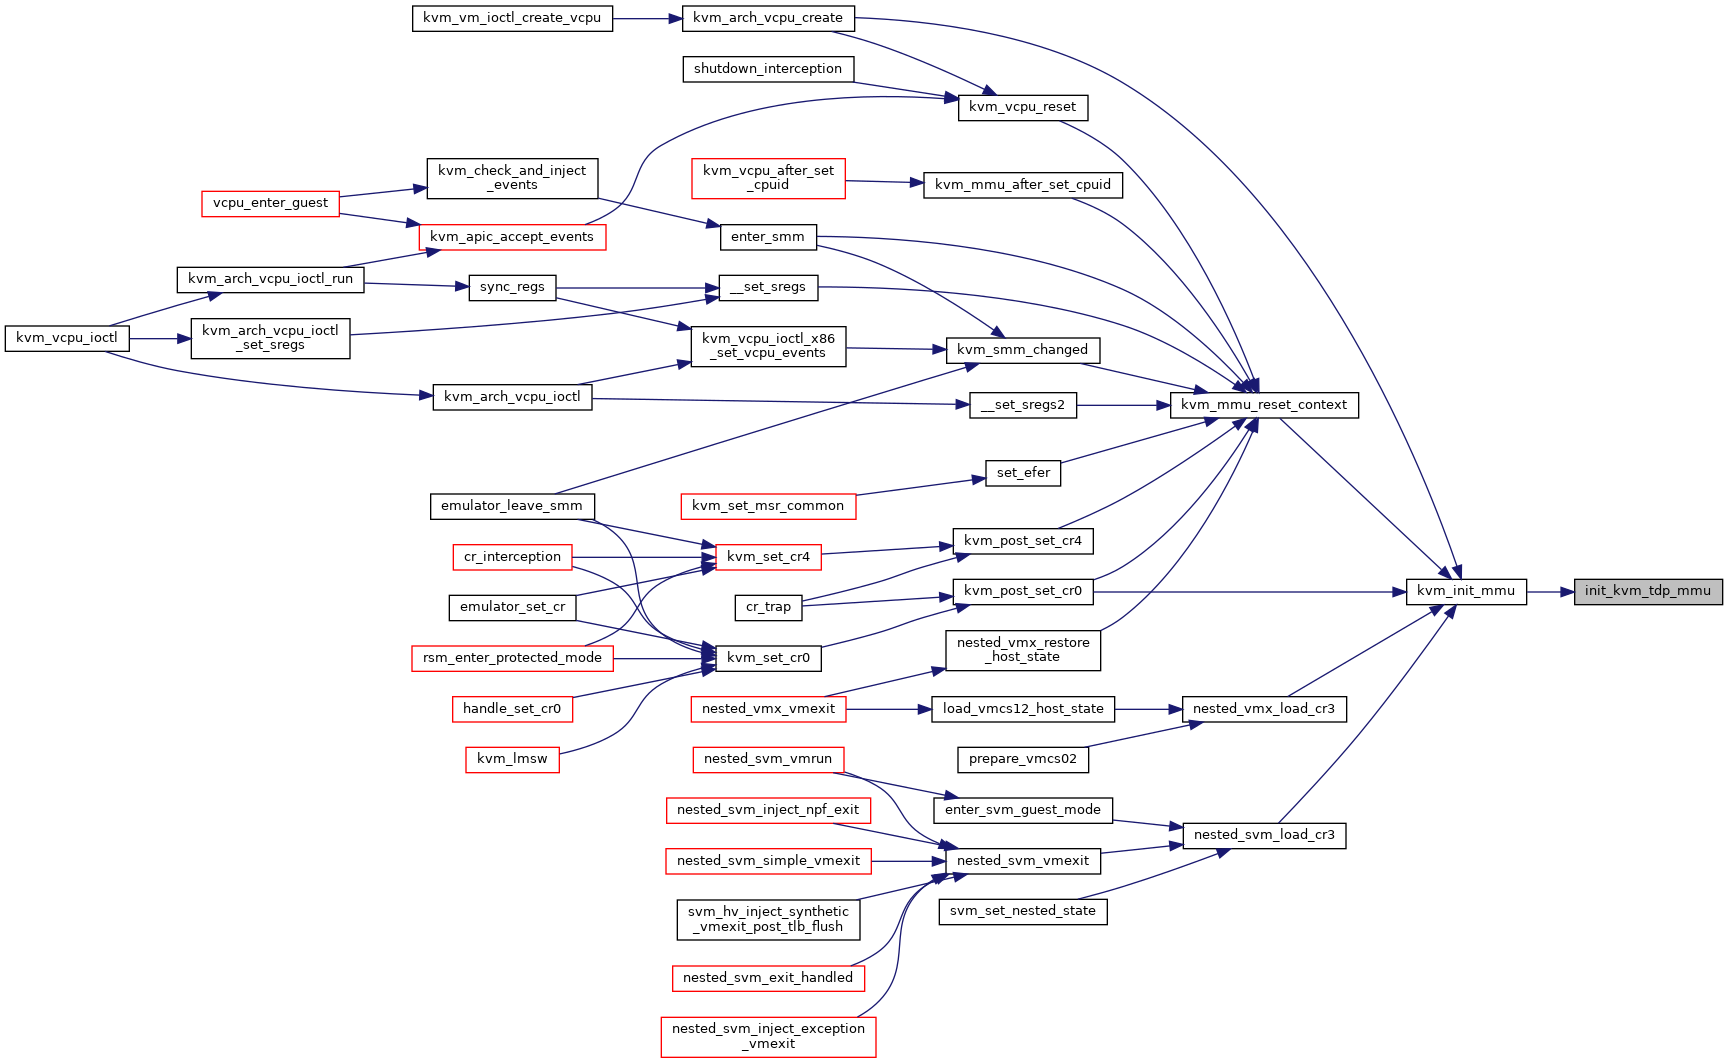 kvm_vm_ioctl_create_vcpu
kvm_arch_vcpu_create
shutdown_interception
kvm_vcpu_reset
kvm_check_and_inject
_events
kvm_vcpu_after_set
_cpuid
kvm_mmu_after_set_cpuid
vcpu_enter_guest
kvm_apic_accept_events
enter_smm
kvm_arch_vcpu_ioctl_run
sync_regs
__set_sregs
kvm_vcpu_ioctl
kvm_arch_vcpu_ioctl
_set_sregs
kvm_vcpu_ioctl_x86
_set_vcpu_events
kvm_smm_changed
kvm_arch_vcpu_ioctl
__set_sregs2
kvm_mmu_reset_context
set_efer
emulator_leave_smm
kvm_set_msr_common
kvm_post_set_cr4
cr_interception
kvm_set_cr4
emulator_set_cr
cr_trap
kvm_post_set_cr0
kvm_init_mmu
init_kvm_tdp_mmu
rsm_enter_protected_mode
kvm_set_cr0
nested_vmx_restore
_host_state
handle_set_cr0
nested_vmx_vmexit
load_vmcs12_host_state
nested_vmx_load_cr3
kvm_lmsw
nested_svm_vmrun
prepare_vmcs02
nested_svm_inject_npf_exit
enter_svm_guest_mode
nested_svm_load_cr3
nested_svm_simple_vmexit
nested_svm_vmexit
svm_hv_inject_synthetic
_vmexit_post_tlb_flush
svm_set_nested_state
nested_svm_exit_handled
nested_svm_inject_exception
_vmexit